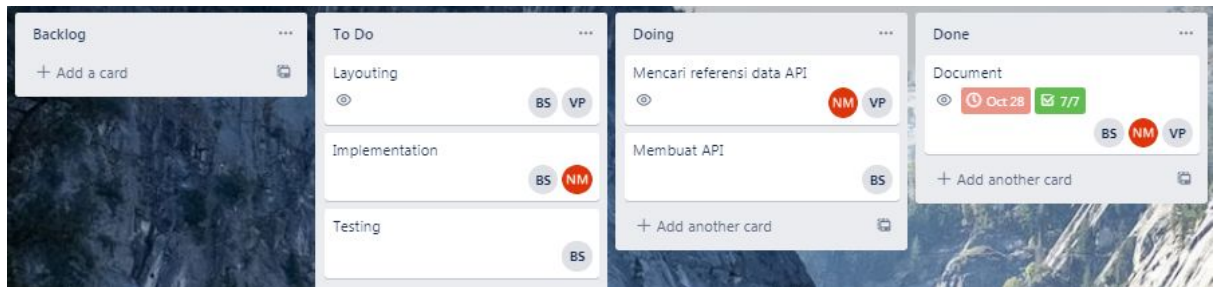 Backlog
+ Add a card
To Do
Layouting
BS VP
Implementation
BS NM
Testing
BS
Doing
Mencari referensi data API
NM VP
Membuat API
BS
+ Add another card
Done
Document
Oct 28 7/7
BS NM VP
+ Add another card